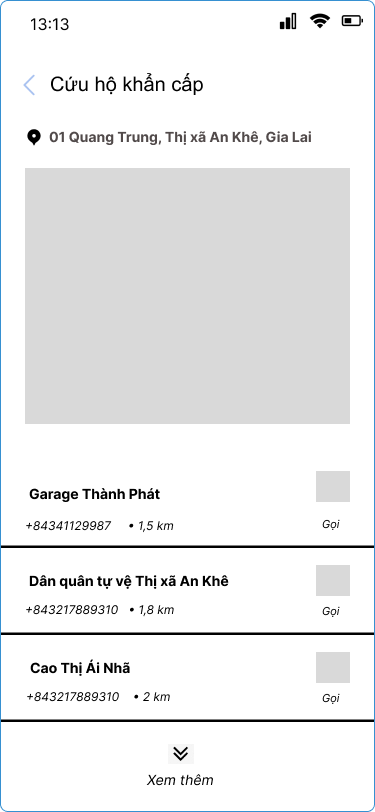 13:13
Cứu hộ khẩn cấp
01 Quang Trung, Thị xã An Khê, Gia Lai
Garage Thành Phát
+84341129987 • 1,5 km
Gọi
Dân quân tự vệ Thị xã An Khê
+843217889310 • 1,8 km
Gọi
Cao Thị Ái Nhã
+843217889310 • 2 km
Gọi
Xem thêm